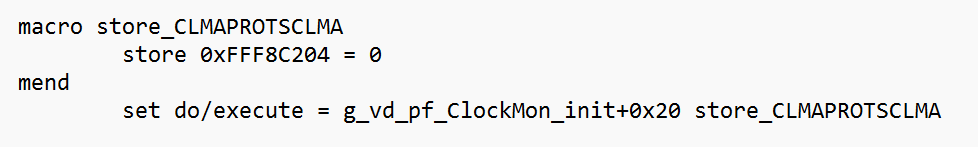 macro store_CLMAPROTSCLMA
store 0xFFF8C204 = 0
mend
set do/execute = g_vd_pf_ClockMon_init+0x20 store_CLMAPROTSCLMA